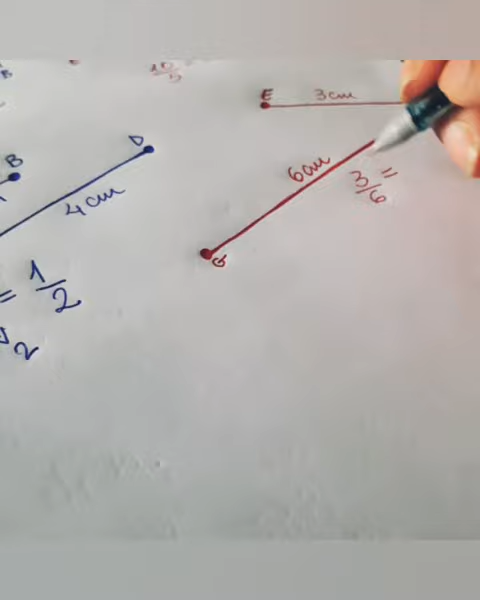 E 3cm
B
D
4cm
6cm
3/6 =
G
= 1/2
2